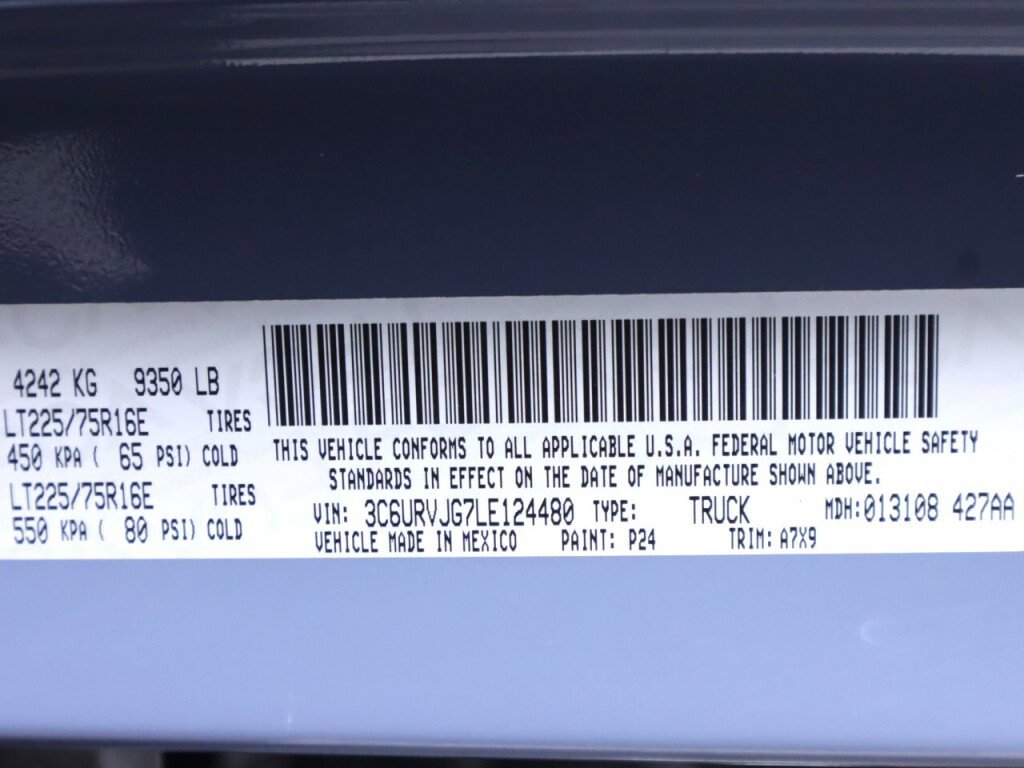 4242 KG 9350 LB
LT225/75R16E TIRES
450 KPA ( 65 PSI) COLD
LT225/75R16E TIRES
550 KPA ( 80 PSI) COLD
THIS VEHICLE CONFORMS TO ALL APPLICABLE U.S.A. FEDERAL MOTOR VEHICLE SAFETY
STANDARDS IN EFFECT ON THE DATE OF MANUFACTURE SHOWN ABOVE.
VIN: 3C6URVJG7LE124480 TYPE: TRUCK MDH:013108 427AA
VEHICLE MADE IN MEXICO PAINT: P24 TRIM: A7X9